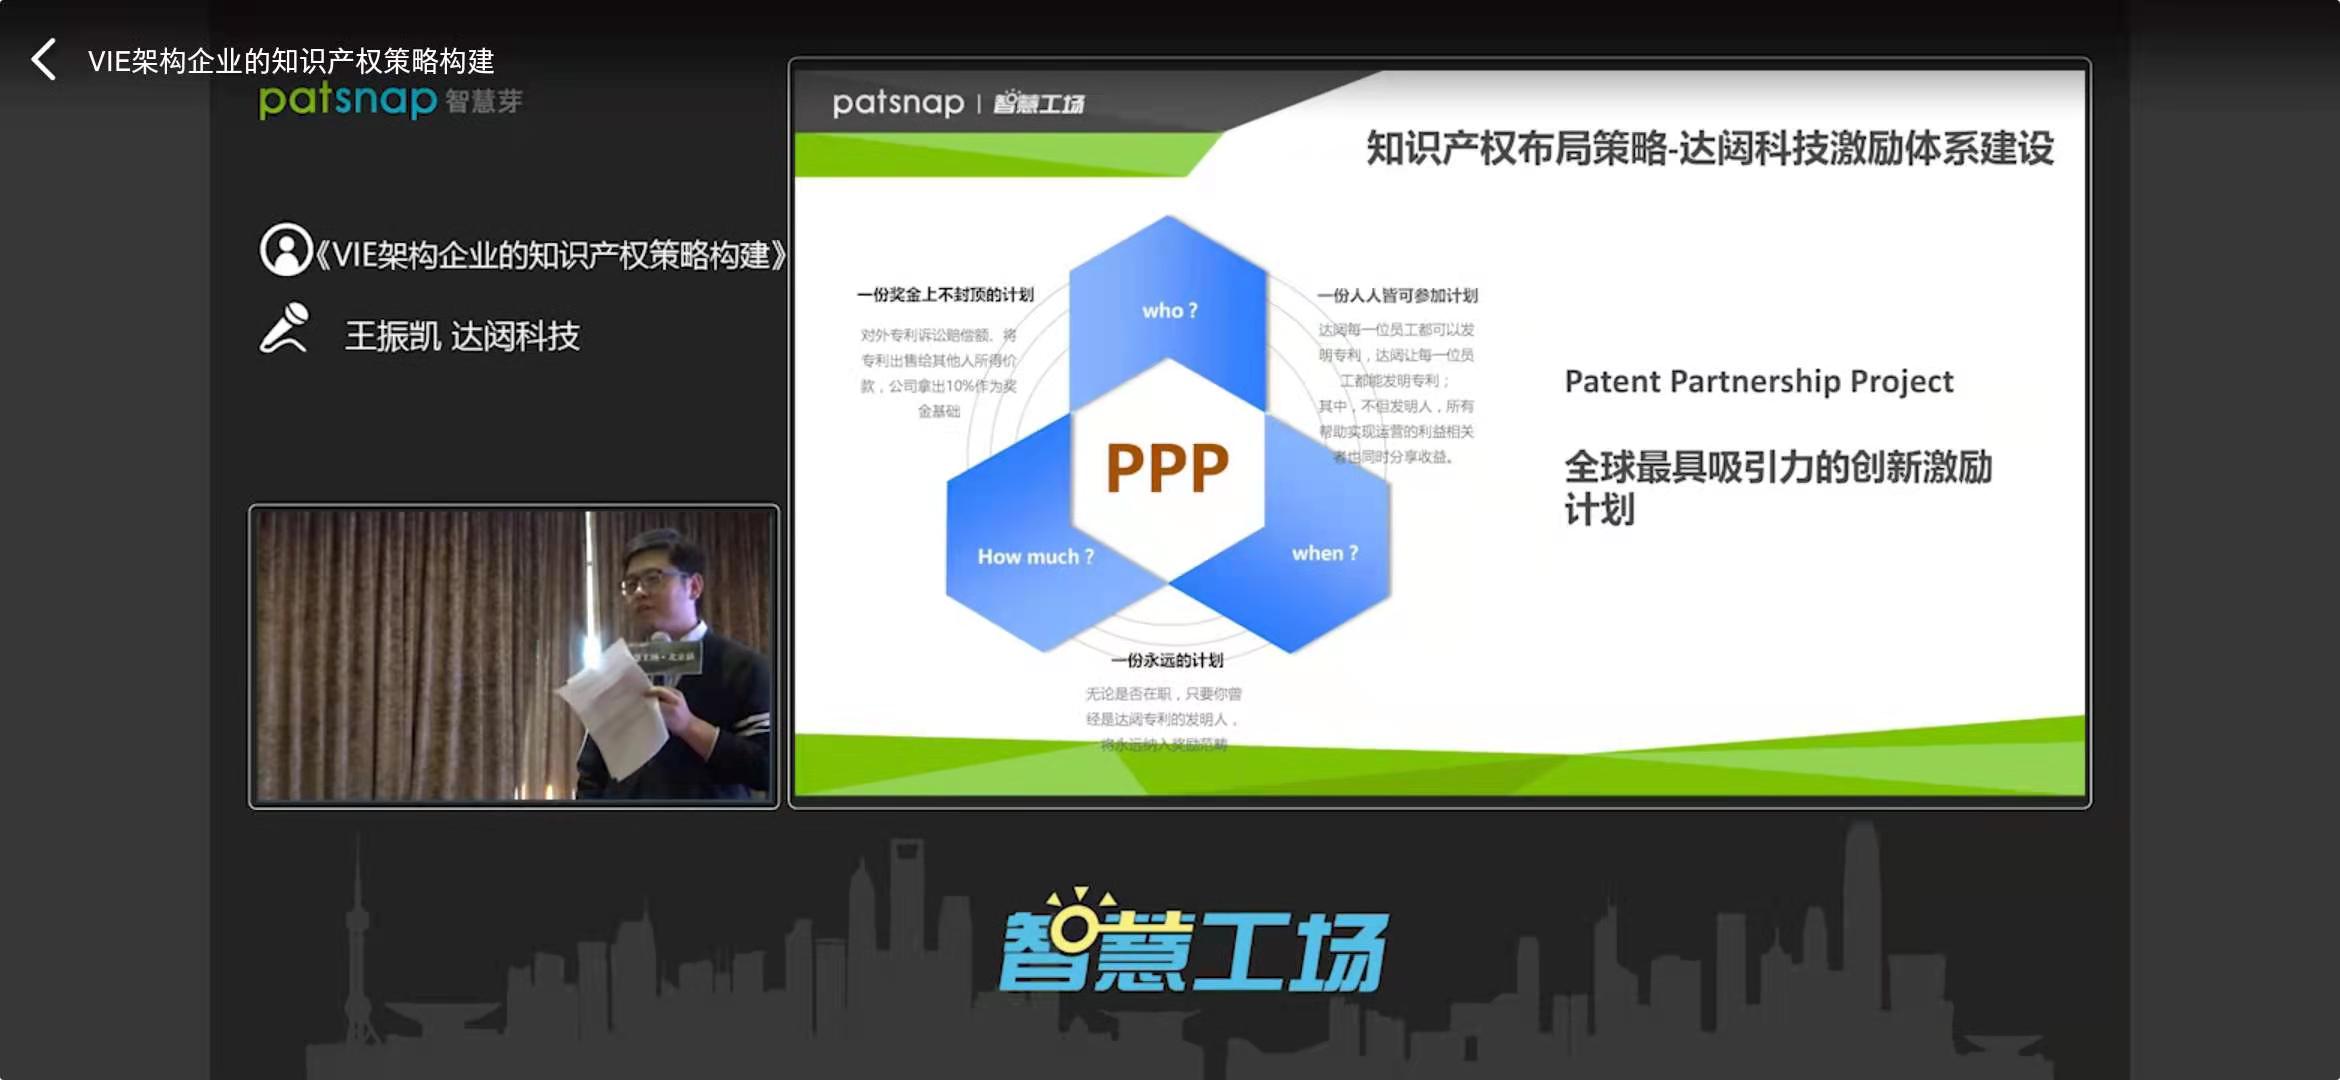 VIE架构企业的知识产权策略构建
patsnap 智慧芽
《VIE架构企业的知识产权策略构建》
王振凯 达闼科技
patsnap | 智慧工场
知识产权布局策略-达闼科技激励体系建设
一份奖金上不封顶的计划
对外专利诉讼赔偿额、将
专利出售给其他人所得价
款，公司拿出10%作为奖
金基础
who ?
一份人人皆可参加计划
达闼每一位员工都可以发
明专利，达闼让每一位员
工都能发明专利；
其中，不但发明人，所有
帮助实现运营的利益相关
者也同时分享收益。
PPP
How much ?
when ?
一份永远的计划
无论是否在职，只要你曾
经是达闼专利的发明人，
将永远纳入奖励范畴
Patent Partnership Project
全球最具吸引力的创新激励
计划
智慧工场